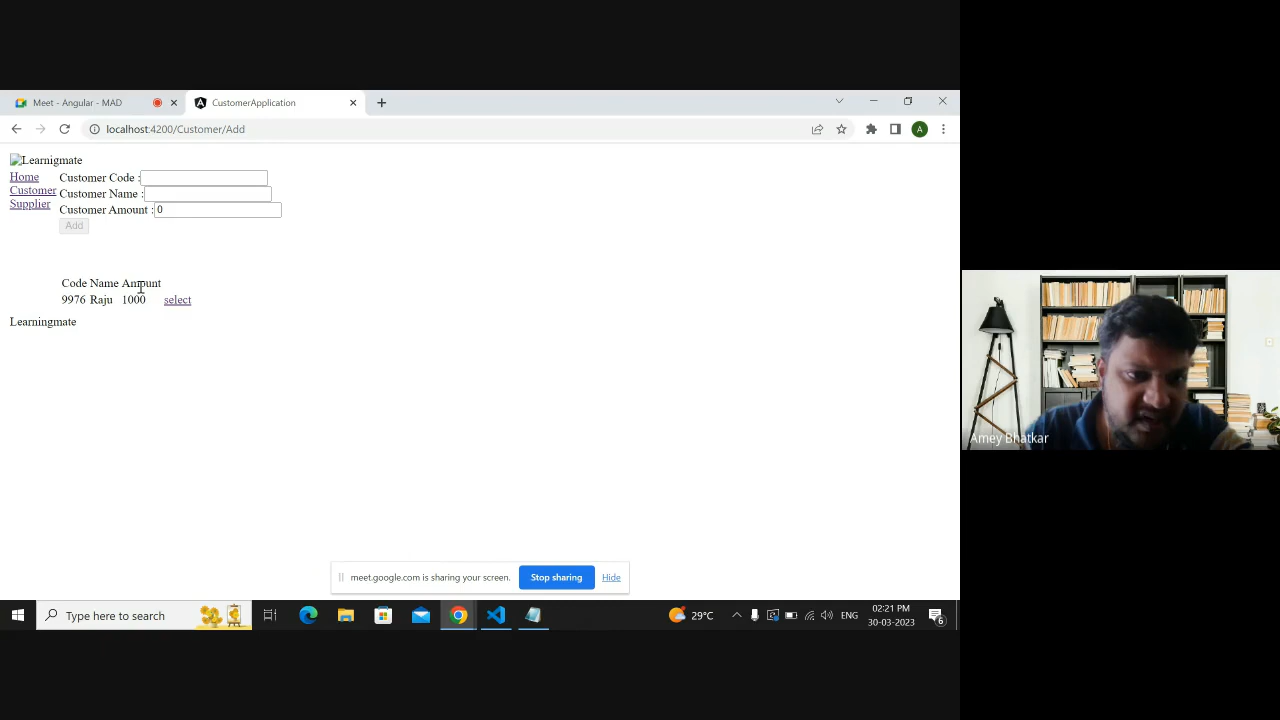 Meet - Angular - MAD
CustomerApplication
localhost:4200/Customer/Add
A
Learnigmate
Home
Customer
Supplier
Customer Code :
Customer Name :
Customer Amount : 0
Add
Code Name Amount
9976 Raju 1000 select
Learningmate
Amey Bhatkar
meet.google.com is sharing your screen. Stop sharing Hide
Type here to search
29°C
ENG
02:21 PM
30-03-2023
6